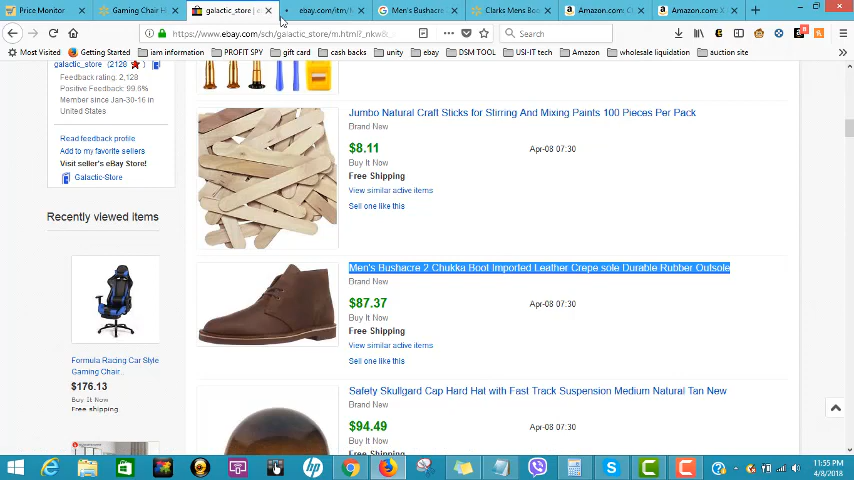 Price Monitor
Gaming Chair H
galactic_store | e
ebay.com/itm/
Men's Bushacre
Clarks Mens Bo
Amazon.com: C
Amazon.com: X
https://www.ebay.com/sch/galactic_store/m.html?_nkw&
Search
Most Visited
Getting Started
iam information
PROFIT SPY
gift card
cash backs
unity
ebay
DSM TOOL
USI-IT tech
Amazon
wholesale liquidation
auction site
galactic_store (2128
Feedback rating: 2,128
Positive Feedback: 99.6%
Member since Jan-30-16 in
United States
Read feedback profile
Add to my favorite sellers
Visit seller's eBay Store!
Galactic-Store
Recently viewed items
Formula Racing Car Style
Gaming Chair...
$176.13
Buy It Now
Free shipping
Jumbo Natural Craft Sticks for Stirring And Mixing Paints 100 Pieces Per Pack
Brand New
$8.11
Apr-08 07:30
Buy It Now
Free Shipping
View similar active items
Sell one like this
Men's Bushacre 2 Chukka Boot Imported Leather Crepe sole Durable Rubber Outsole
Brand New
$87.37
Apr-08 07:30
Buy It Now
Free Shipping
View similar active items
Sell one like this
Safety Skullgard Cap Hard Hat with Fast Track Suspension Medium Natural Tan New
Brand New
$94.49
Apr-08 07:30
Buy It Now
Free Shipping
11:55 PM
4/8/2018